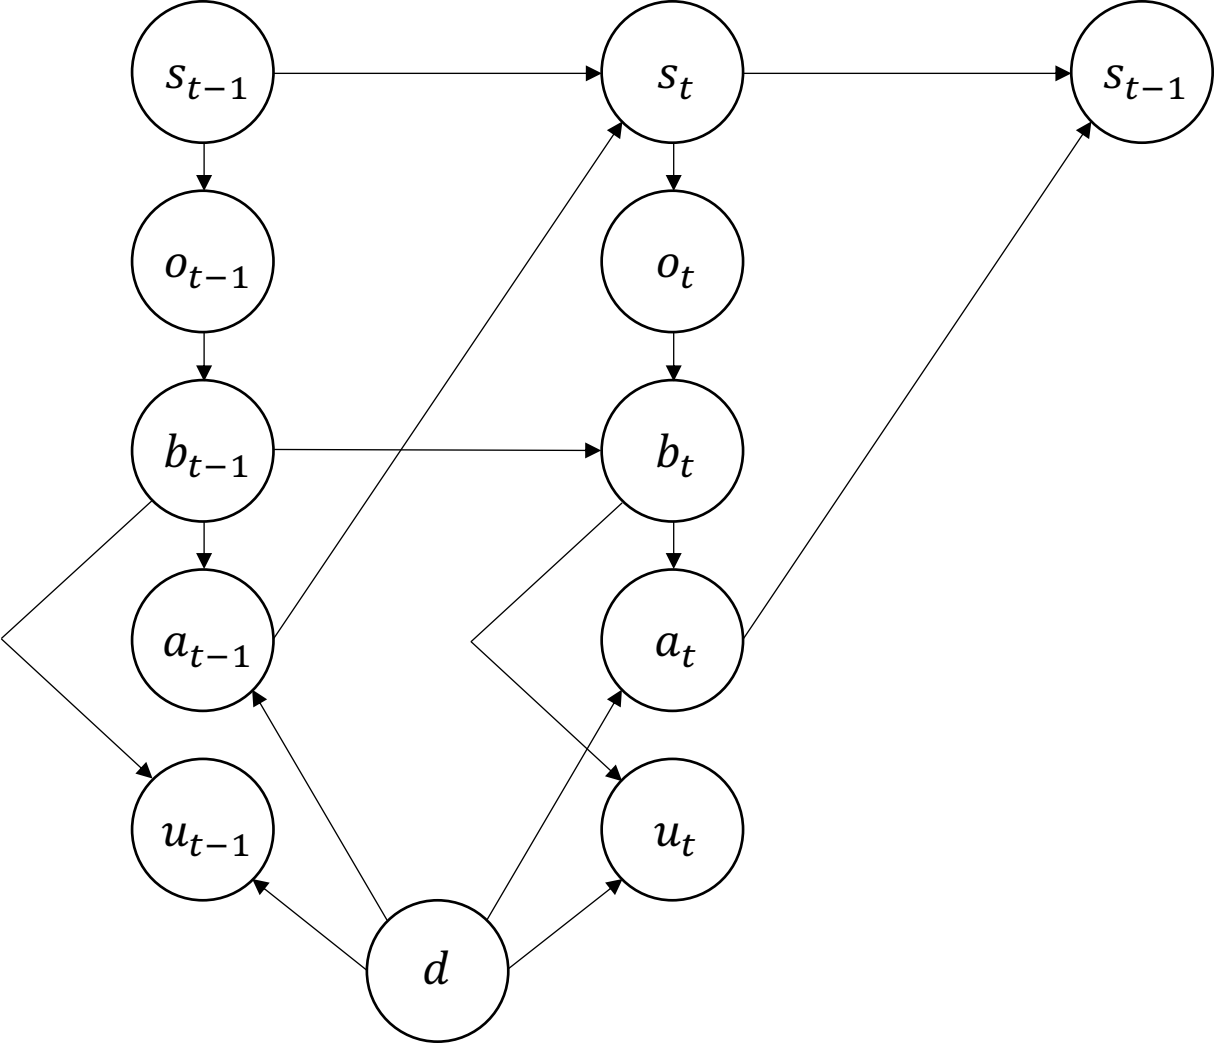 s_{t−1} s_t s_{t−1}
o_{t−1} o_t
b_{t−1} b_t
a_{t−1} a_t
u_{t−1} u_t
d